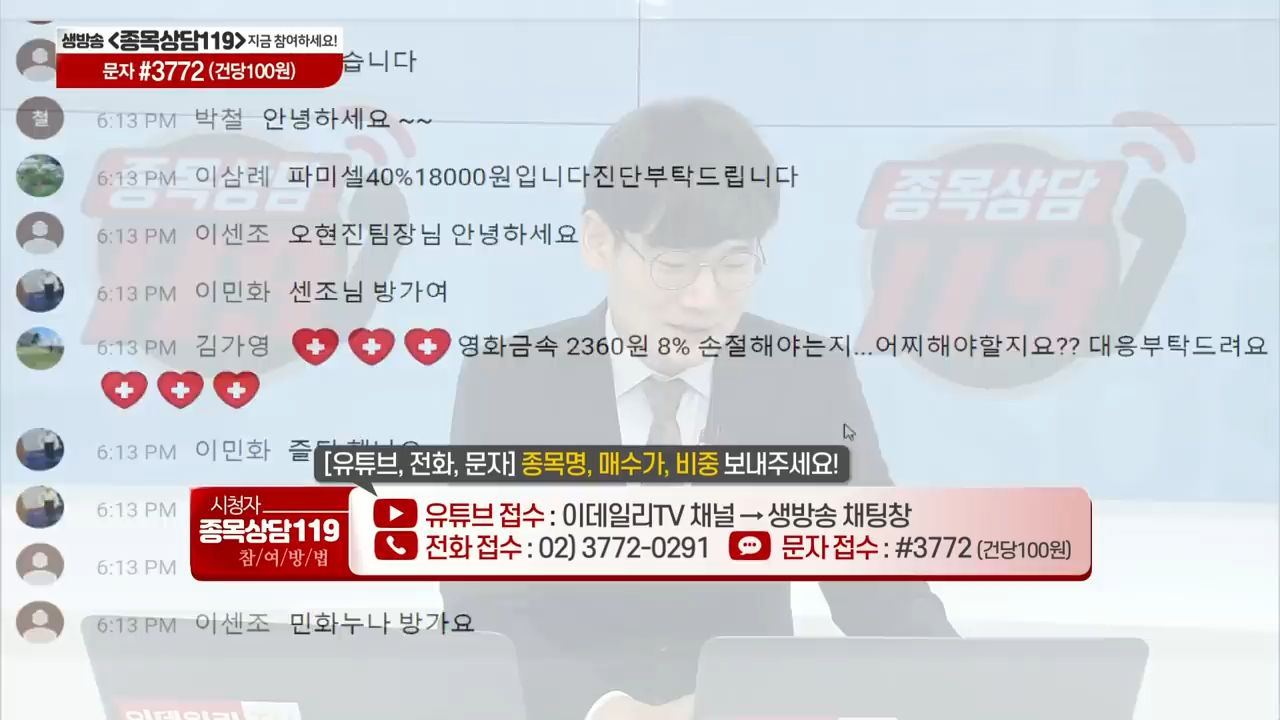 생방송 <종목상담119> 지금 참여하세요!
문자 #3772 (건당100원)
습니다
철
6:13 PM 박철 안녕하세요 ~~
6:13 PM 이삼례 파미셀40%18000원입니다진단부탁드립니다
6:13 PM 이센조 오현진팀장님 안녕하세요
6:13 PM 이민화 센조님 방가여
6:13 PM 김가영 영화금속 2360원 8% 손절해야는지...어찌해야할지요?? 대응부탁드려요
6:13 PM 이민화
6:13 PM
6:13 PM
6:13 PM 이센조 민화누나 방가요
종목상담
119
종목상담
119
[유튜브, 전화, 문자] 종목명, 매수가, 비중 보내주세요!
시청자
종목상담119
참/여/방/법
유튜브 접수 : 이데일리TV 채널 → 생방송 채팅창
전화 접수 : 02) 3772-0291 문자 접수 : #3772 (건당100원)